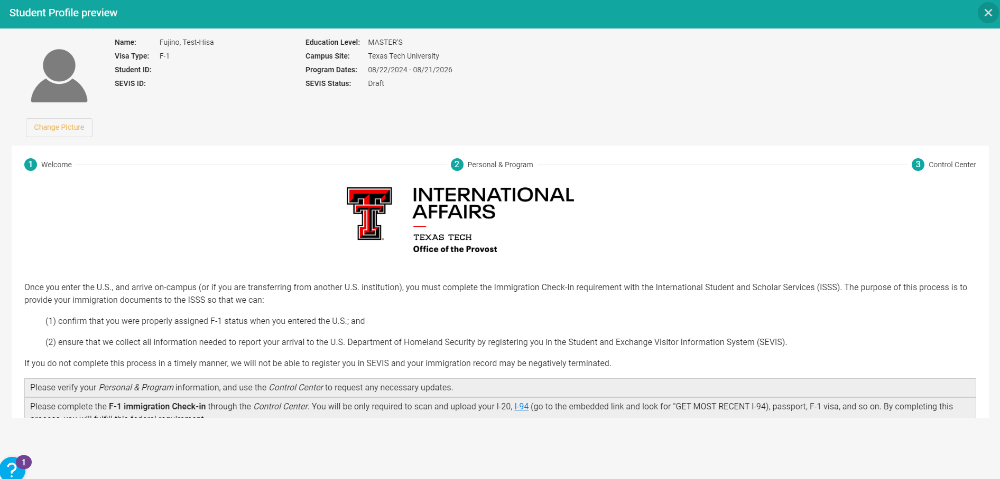 Student Profile preview
Name: Fujino, Test-Hisa
Visa Type: F-1
Student ID:
SEVIS ID:
Education Level: MASTER'S
Campus Site: Texas Tech University
Program Dates: 08/22/2024 - 08/21/2026
SEVIS Status: Draft
Change Picture
1 Welcome
2 Personal & Program
3 Control Center
INTERNATIONAL
AFFAIRS
TEXAS TECH
Office of the Provost
Once you enter the U.S., and arrive on-campus (or if you are transferring from another U.S. institution), you must complete the Immigration Check-In requirement with the International Student and Scholar Services (ISSS). The purpose of this process is to
provide your immigration documents to the ISSS so that we can:
(1) confirm that you were properly assigned F-1 status when you entered the U.S.; and
(2) ensure that we collect all information needed to report your arrival to the U.S. Department of Homeland Security by registering you in the Student and Exchange Visitor Information System (SEVIS).
If you do not complete this process in a timely manner, we will not be able to register you in SEVIS and your immigration record may be negatively terminated.
Please verify your Personal & Program information, and use the Control Center to request any necessary updates.
Please complete the F-1 immigration Check-in through the Control Center. You will be only required to scan and upload your I-20, I-94 (go to the embedded link and look for "GET MOST RECENT I-94), passport, F-1 visa, and so on. By completing this
process, you will fulfill this federal requirement.
? 1